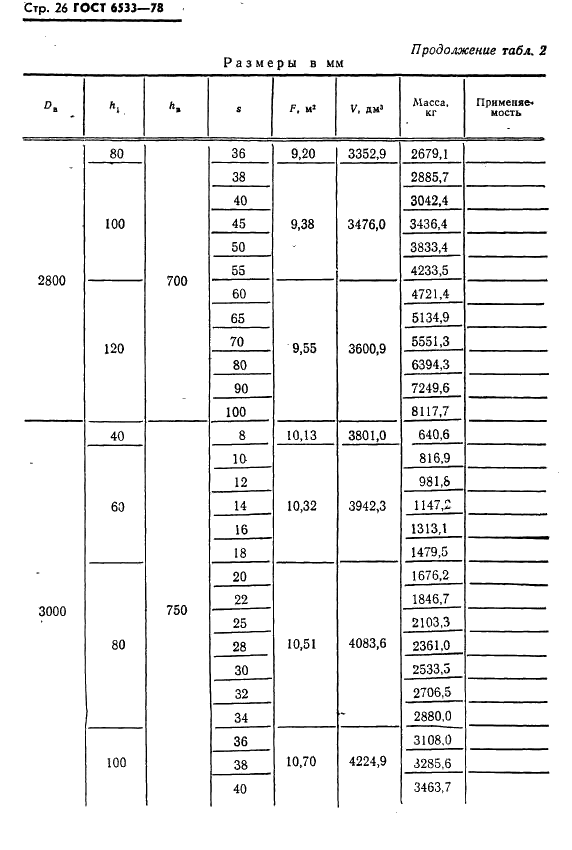 Стр. 26 ГОСТ 6533—78
Продолжение табл. 2
Размеры в мм
Dв h1 hв s F, м² V, дм³ Масса, кг Применяемость
80 36 9,20 3352,9 2679,1
38 2885,7
40 3042,4
100 45 9,38 3476,0 3436,4
50 3833,4
55 4233,5
2800 700
60 4721,4
65 5134,9
70 5551,3
120 9,55 3600,9
80 6394,3
90 7249,6
100 8117,7
40 8 10,13 3801,0 640,6
10 816,9
12 981,8
60 14 10,32 3942,3 1147,2
16 1313,1
18 1479,5
20 1676,2
22 1846,7
3000 750
25 2103,3
80 28 10,51 4083,6 2361,0
30 2533,5
32 2706,5
34 2880,0
36 3108,0
100 38 10,70 4224,9 3285,6
40 3463,7